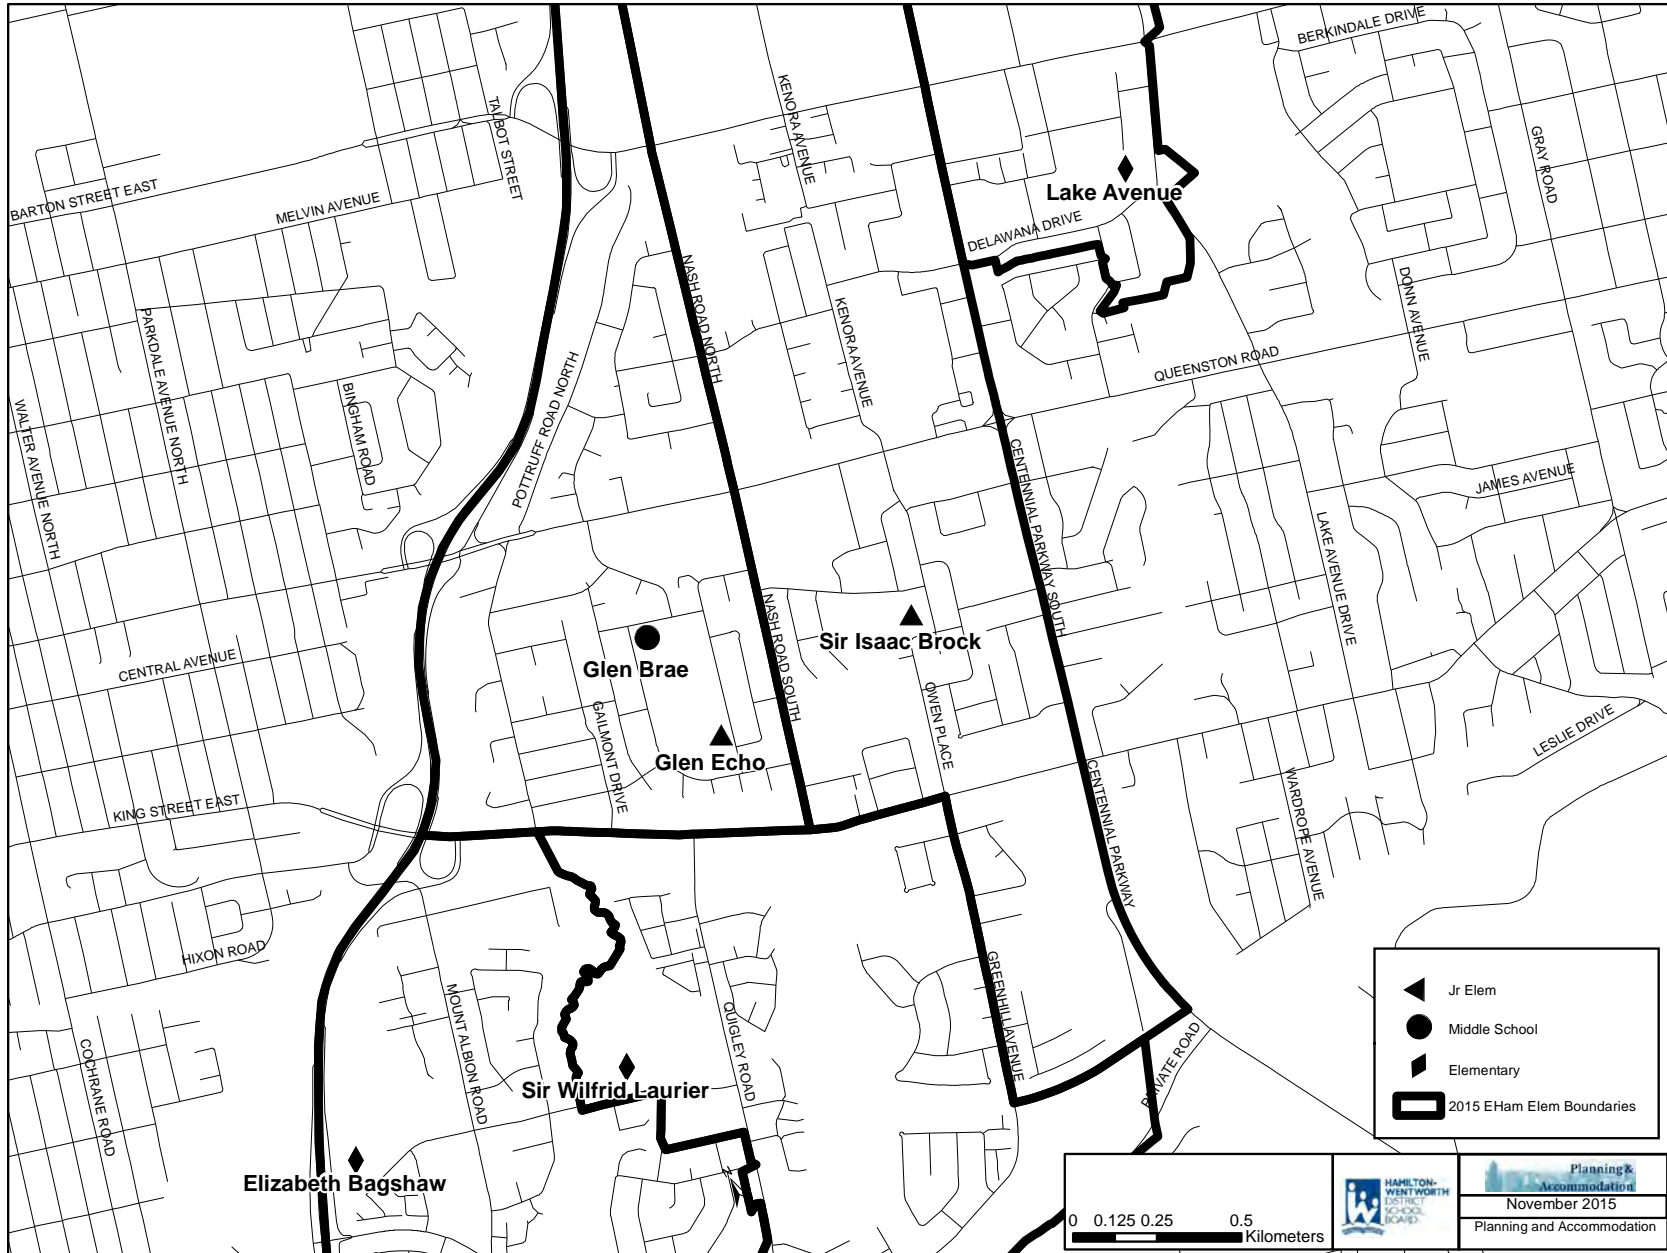 BERKINDALE DRIVE
KENORA AVENUE
TALBOT STREET
GRAY ROAD
BARTON STREET EAST
MELVIN AVENUE
Lake Avenue
DELAWANA DRIVE
NASH ROAD NORTH
DONN AVENUE
KENORA AVENUE
PARKDALE AVENUE NORTH
QUEENSTON ROAD
POTTRUFF ROAD NORTH
BINGHAM ROAD
WALTER AVENUE NORTH
CENTENNIAL PARKWAY SOUTH
JAMES AVENUE
LAKE AVENUE DRIVE
NASH ROAD SOUTH
Sir Isaac Brock
Glen Brae
CENTRAL AVENUE
OWEN PLACE
GAILMONT DRIVE
LESLIE DRIVE
Glen Echo
CENTENNIAL PARKWAY
WARDROPE AVENUE
KING STREET EAST
HIXON ROAD
GREENHILL AVENUE
MOUNT ALBION ROAD
QUIGLEY ROAD
COCHRANE ROAD
PRIVATE ROAD
Sir Wilfrid Laurier
Elizabeth Bagshaw
Jr Elem
Middle School
Elementary
2015 EHam Elem Boundaries
0 0.125 0.25 0.5
Kilometers
HAMILTON-
WENTWORTH
DISTRICT
SCHOOL
BOARD
Planning &
Accommodation
November 2015
Planning and Accommodation